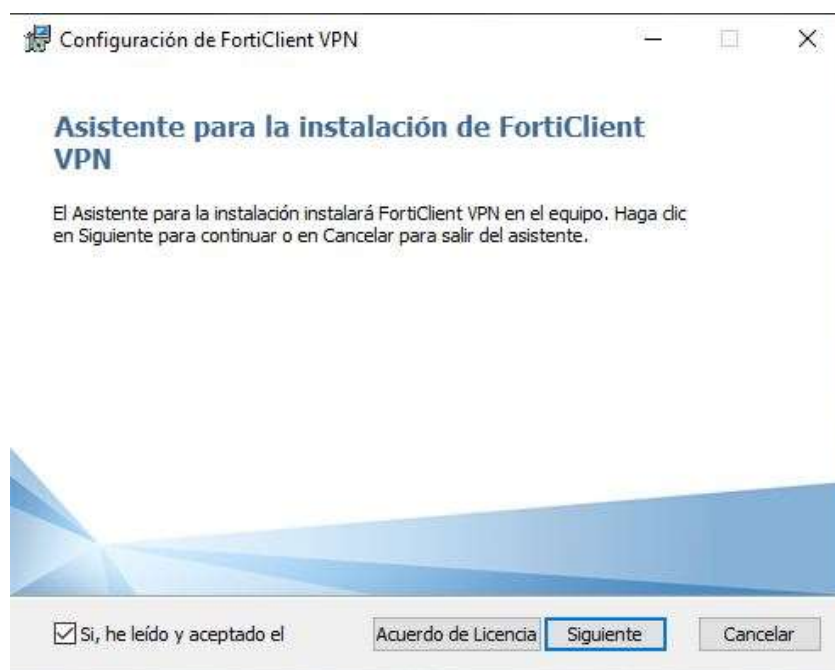 Configuración de FortiClient VPN
Asistente para la instalación de FortiClient
VPN
El Asistente para la instalación instalará FortiClient VPN en el equipo. Haga clic
en Siguiente para continuar o en Cancelar para salir del asistente.
Si, he leído y aceptado el Acuerdo de Licencia Siguiente Cancelar